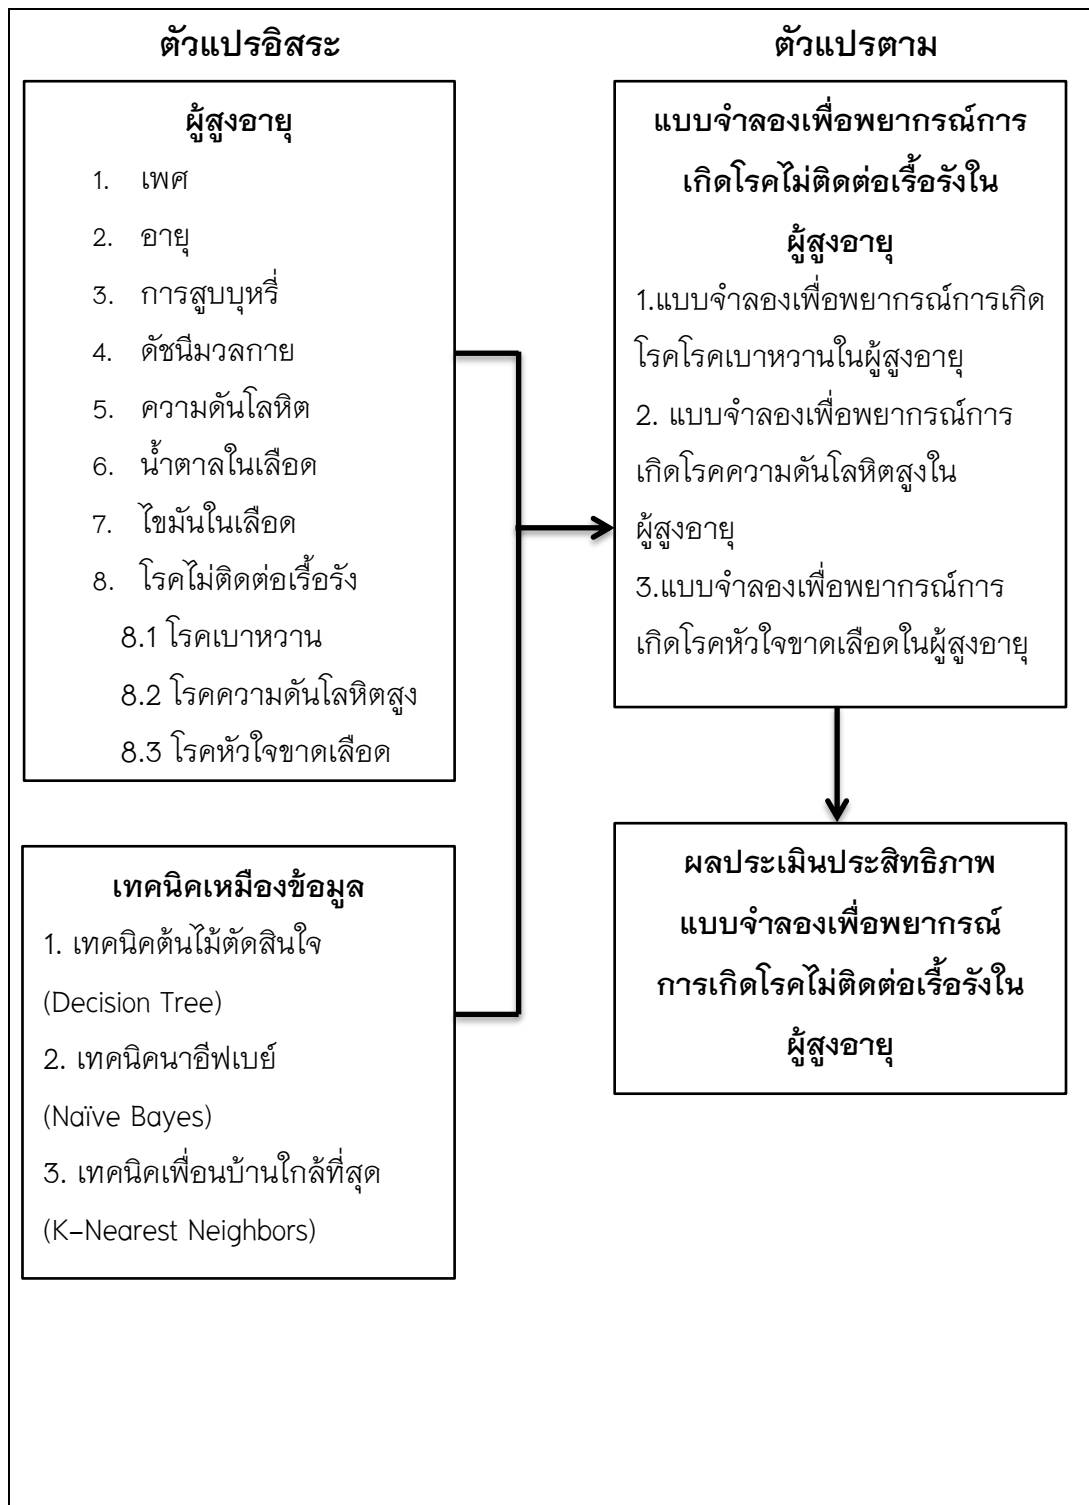 ตัวแปรอิสระ
ผู้สูงอายุ
1. เพศ
2. อายุ
3. การสูบบุหรี่
4. ดัชนีมวลกาย
5. ความดันโลหิต
6. น้ำตาลในเลือด
7. ไขมันในเลือด
8. โรคไม่ติดต่อเรื้อรัง
8.1 โรคเบาหวาน
8.2 โรคความดันโลหิตสูง
8.3 โรคหัวใจขาดเลือด
เทคนิคเหมืองข้อมูล
1. เทคนิคต้นไม้ตัดสินใจ
(Decision Tree)
2. เทคนิคนาอีฟเบย์
(Naïve Bayes)
3. เทคนิคเพื่อนบ้านใกล้ที่สุด
(K-Nearest Neighbors)
ตัวแปรตาม
แบบจำลองเพื่อพยากรณ์การ
เกิดโรคไม่ติดต่อเรื้อรังใน
ผู้สูงอายุ
1.แบบจำลองเพื่อพยากรณ์การเกิด
โรคโรคเบาหวานในผู้สูงอายุ
2. แบบจำลองเพื่อพยากรณ์การ
เกิดโรคความดันโลหิตสูงใน
ผู้สูงอายุ
3.แบบจำลองเพื่อพยากรณ์การ
เกิดโรคหัวใจขาดเลือดในผู้สูงอายุ
ผลประเมินประสิทธิภาพ
แบบจำลองเพื่อพยากรณ์
การเกิดโรคไม่ติดต่อเรื้อรังใน
ผู้สูงอายุ